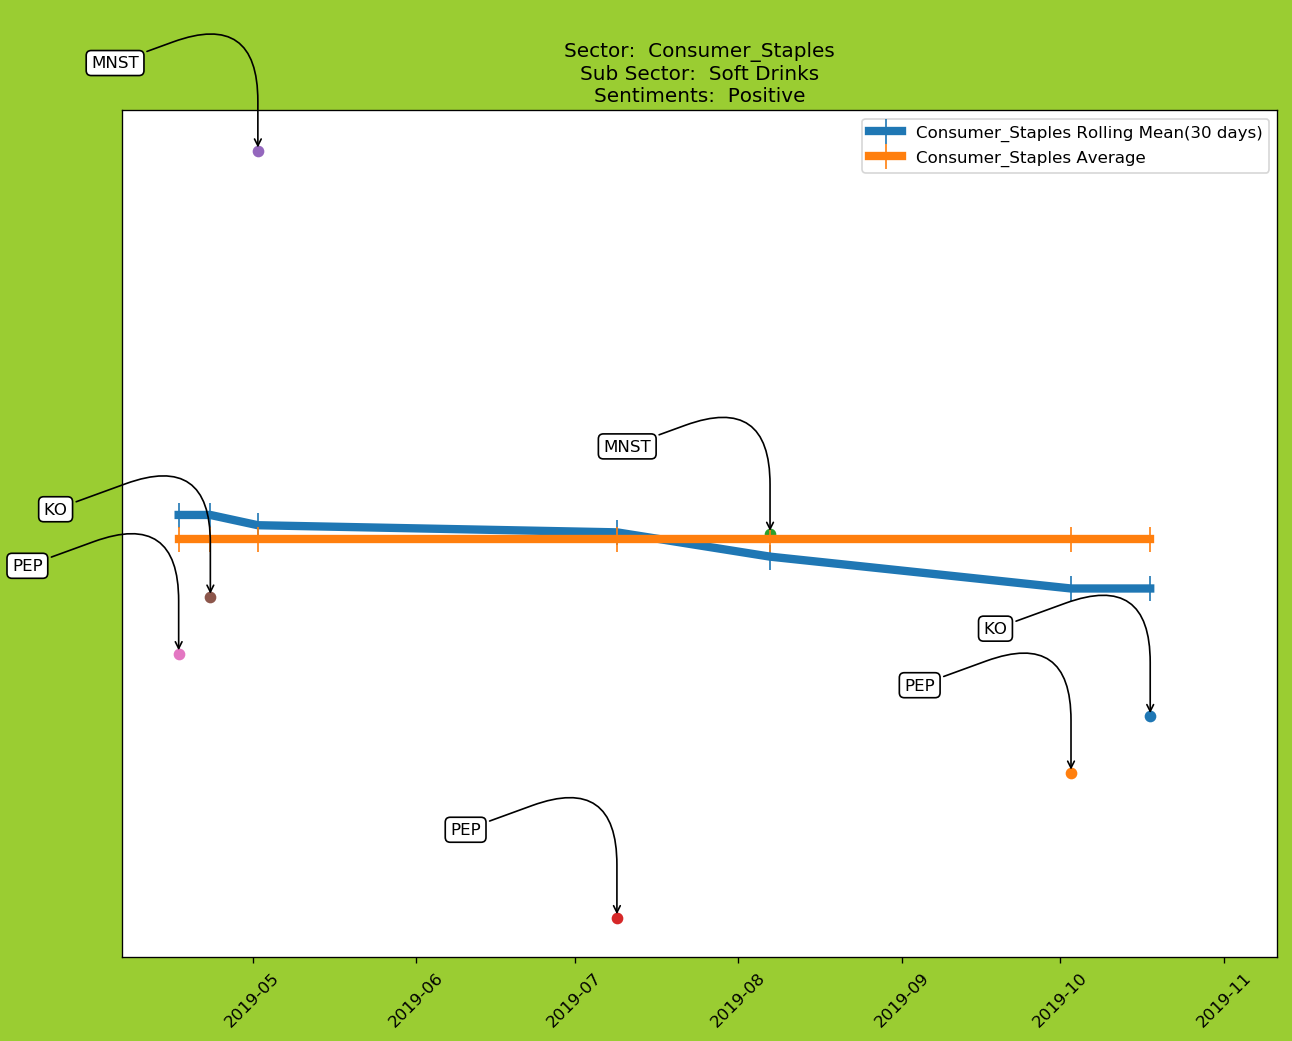 MNST
Sector:  Consumer_Staples
Sub Sector:  Soft Drinks
Sentiments:  Positive
Consumer_Staples Rolling Mean(30 days)
Consumer_Staples Average
MNST
KO
PEP
KO
PEP
PEP
2019-05
2019-06
2019-07
2019-08
2019-09
2019-10
2019-11